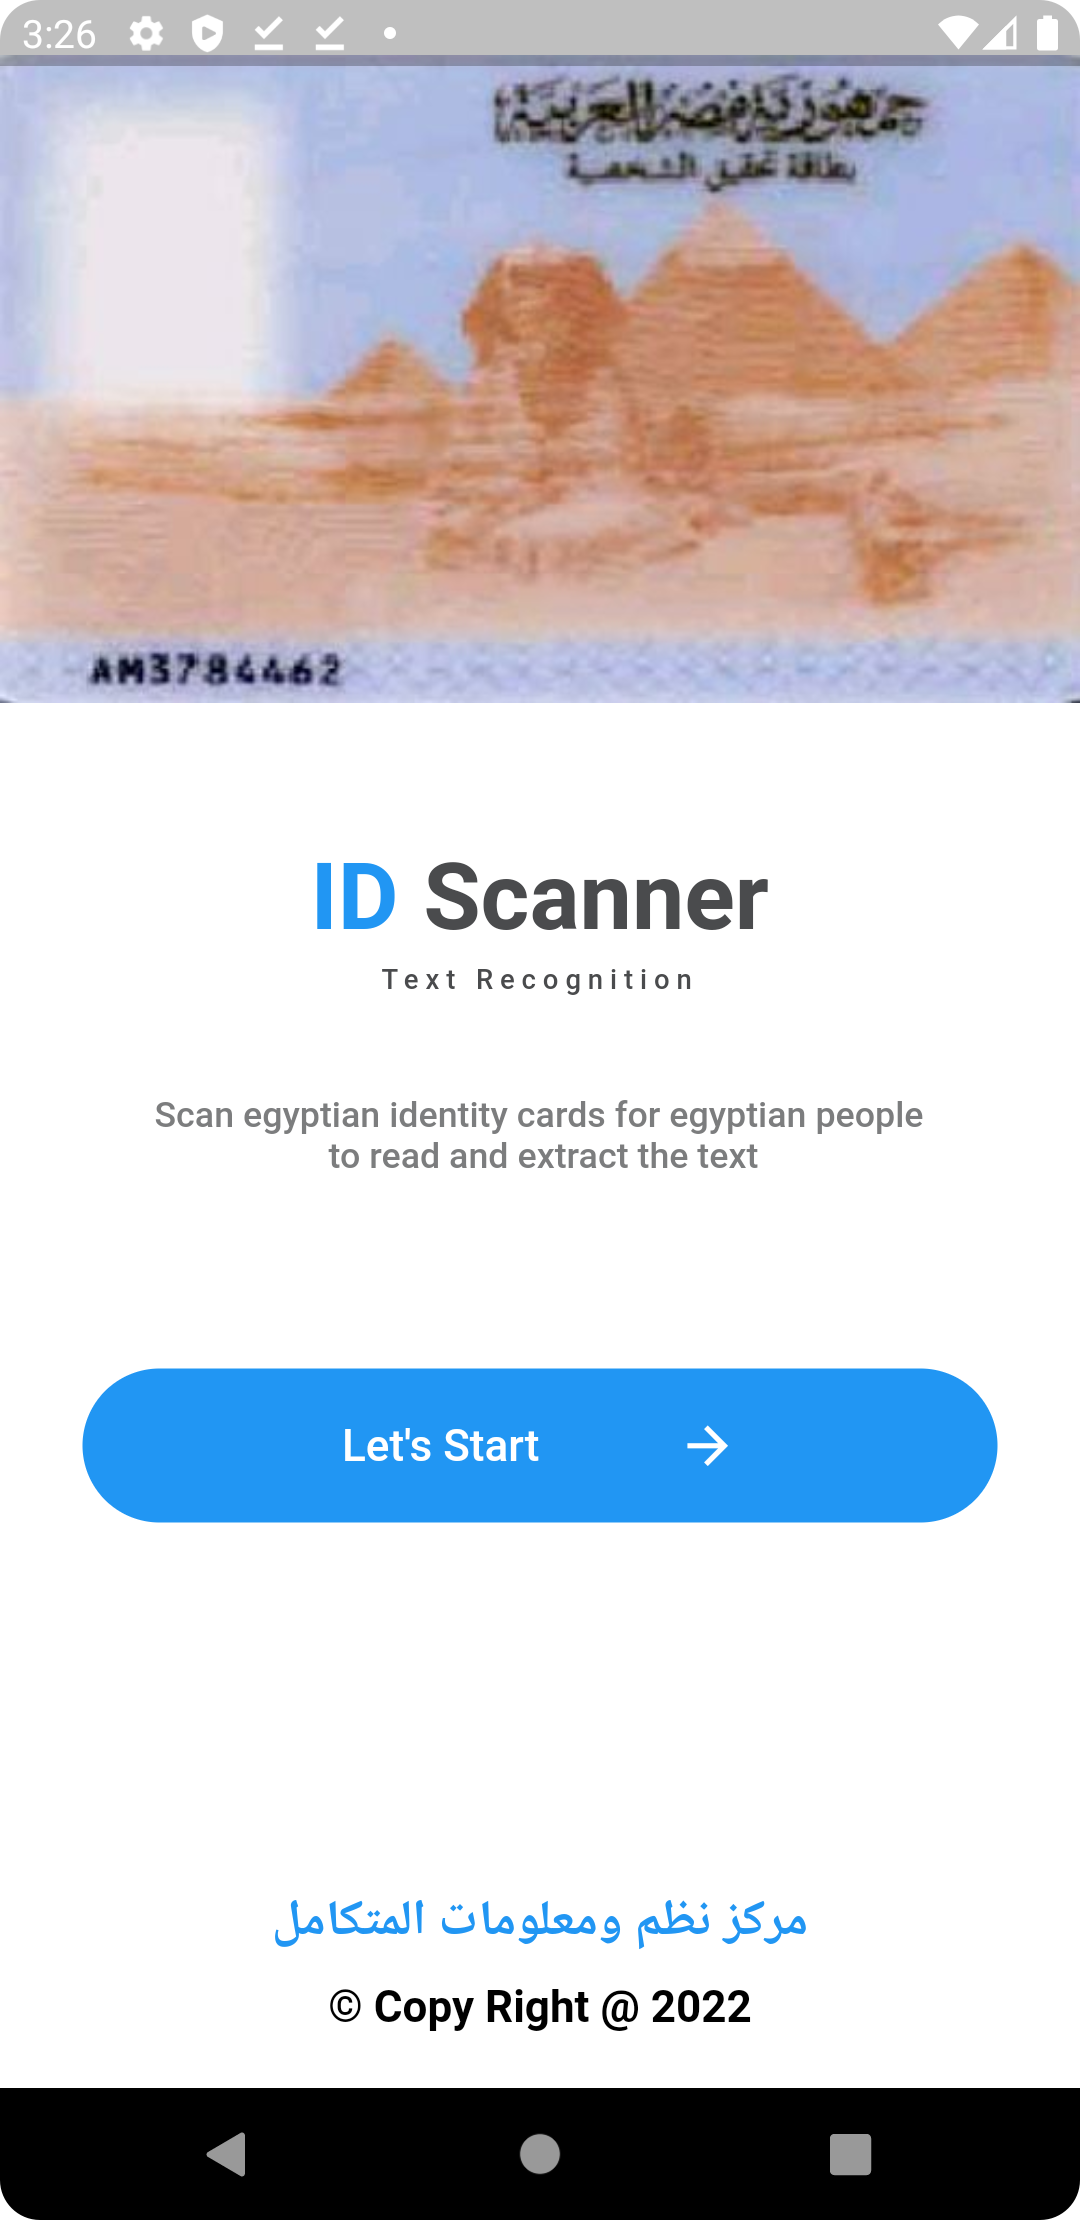 3:26
جمهورية مصر العربية
بطاقة تحقيق الشخصية
AM3784462
ID Scanner
Text Recognition
Scan egyptian identity cards for egyptian people
to read and extract the text
Let's Start
مركز نظم ومعلومات المتكامل
© Copy Right @ 2022